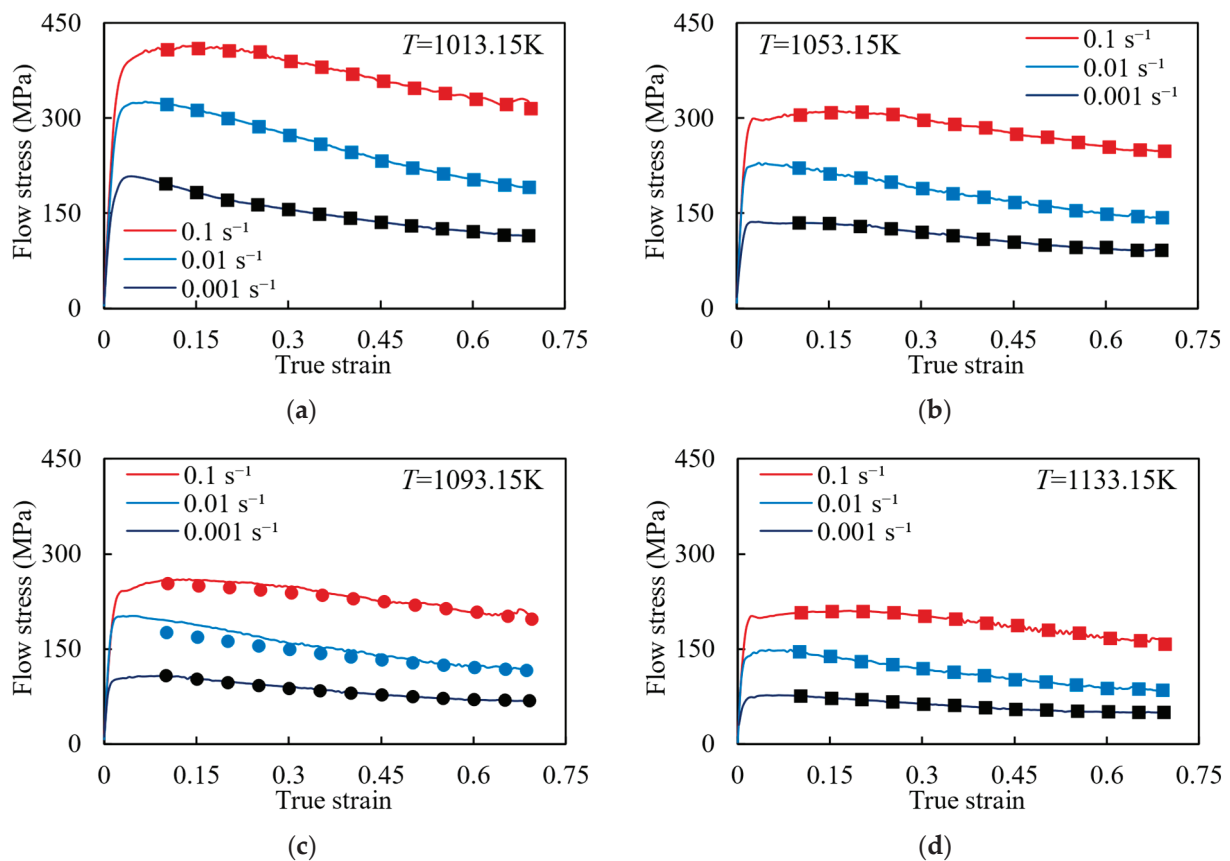 450
300
150
0
Flow stress (MPa)
T=1013.15K
0.1 s⁻¹
0.01 s⁻¹
0.001 s⁻¹
0 0.15 0.3 0.45 0.6 0.75
True strain
(a)
450
300
150
0
Flow stress (MPa)
T=1053.15K
0.1 s⁻¹
0.01 s⁻¹
0.001 s⁻¹
0 0.15 0.3 0.45 0.6 0.75
True strain
(b)
450
300
150
0
Flow stress (MPa)
0.1 s⁻¹
0.01 s⁻¹
0.001 s⁻¹
T=1093.15K
0 0.15 0.3 0.45 0.6 0.75
True strain
(c)
450
300
150
0
Flow stress (MPa)
0.1 s⁻¹
0.01 s⁻¹
0.001 s⁻¹
T=1133.15K
0 0.15 0.3 0.45 0.6 0.75
True strain
(d)